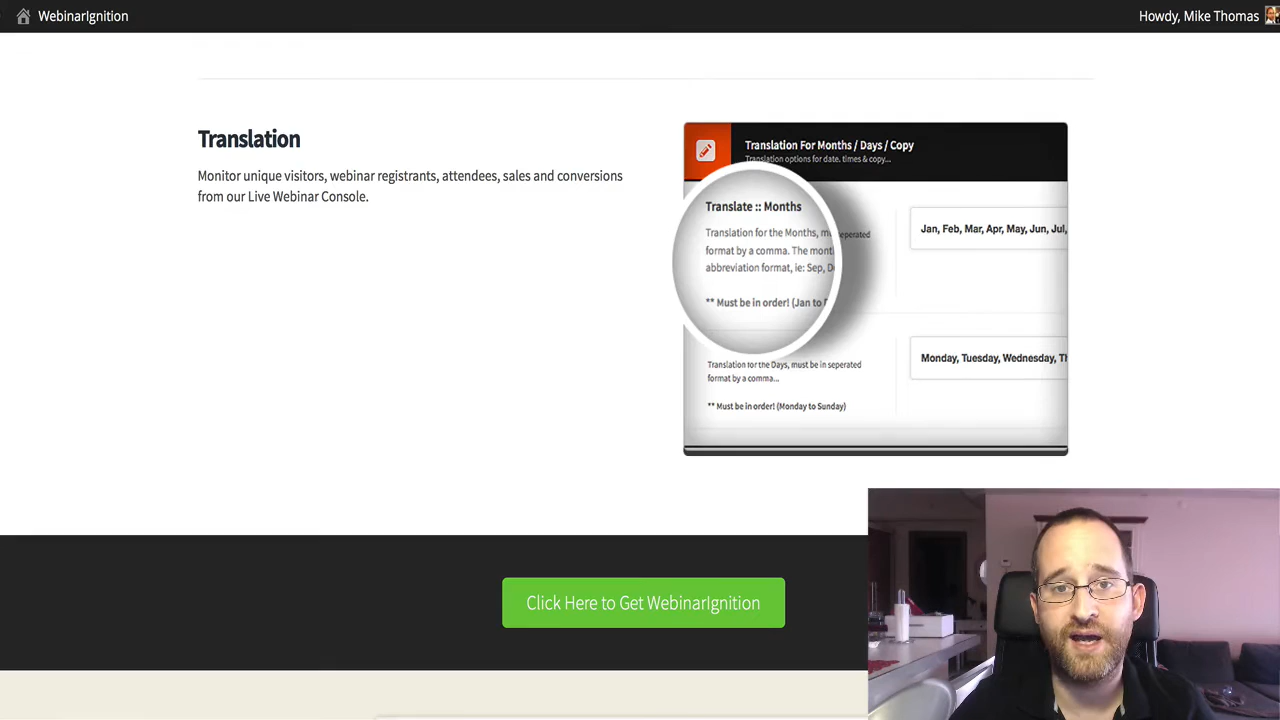 WebinarIgnition
Howdy, Mike Thomas
Translation
Monitor unique visitors, webinar registrants, attendees, sales and conversions
from our Live Webinar Console.
Translation For Months / Days / Copy
Translation options for date, times & copy...
Translate :: Months
Translation for the Months, mu seperated
format by a comma. The mont
abbreviation format, ie: Sep, D
** Must be in order! (Jan to
Jan, Feb, Mar, Apr, May, Jun, Jul,
Translation for the Days, must be in seperated
format by a comma...
** Must be in order! (Monday to Sunday)
Monday, Tuesday, Wednesday, Th
Click Here to Get WebinarIgnition